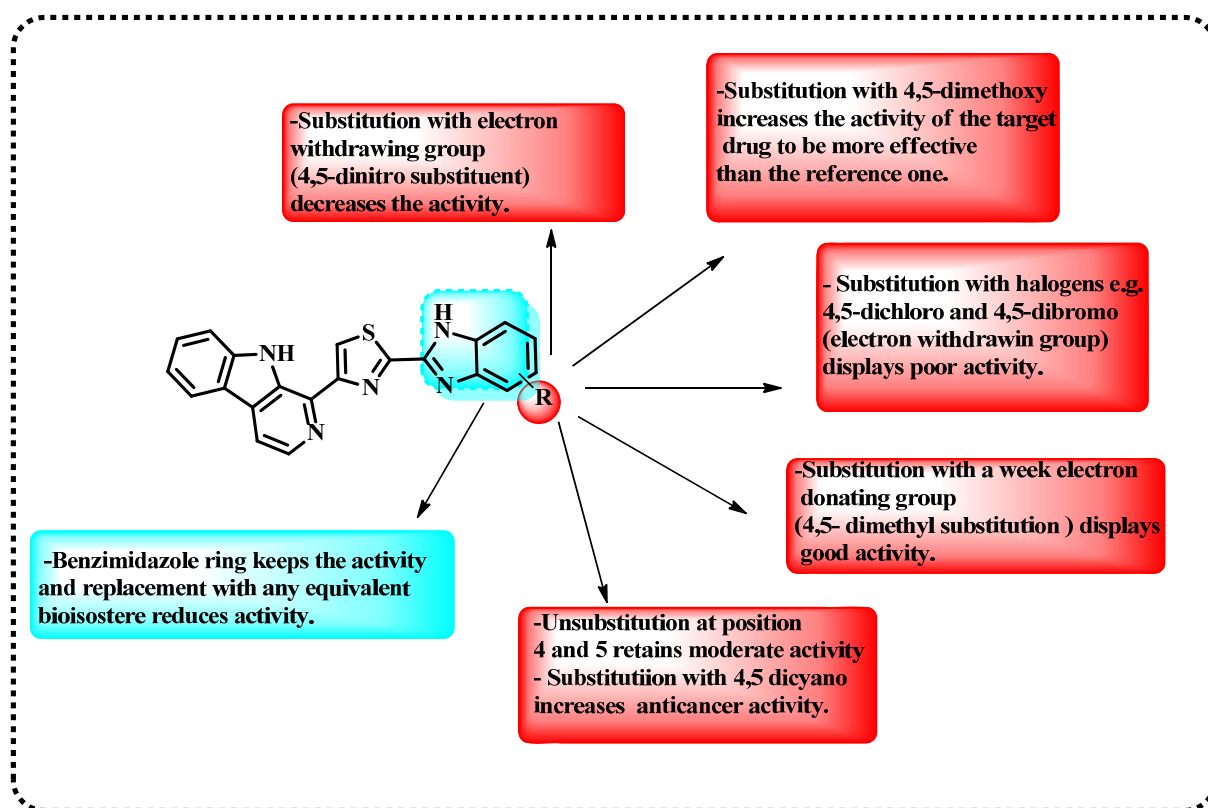 -Substitution with electron
withdrawing group
(4,5-dinitro substituent)
decreases the activity.
-Substitution with 4,5-dimethoxy
increases the activity of the target
drug to be more effective
than the reference one.
- Substitution with halogens e.g.
4,5-dichloro and 4,5-dibromo
(electron withdrawin group)
displays poor activity.
H
N
S
NH
N
N
R
N
-Substitution with a week electron
donating group
(4,5- dimethyl substitution ) displays
good activity.
-Benzimidazole ring keeps the activity
and replacement with any equivalent
bioisostere reduces activity.
-Unsubstitution at position
4 and 5 retains moderate activity
- Substitutiion with 4,5 dicyano
increases anticancer activity.